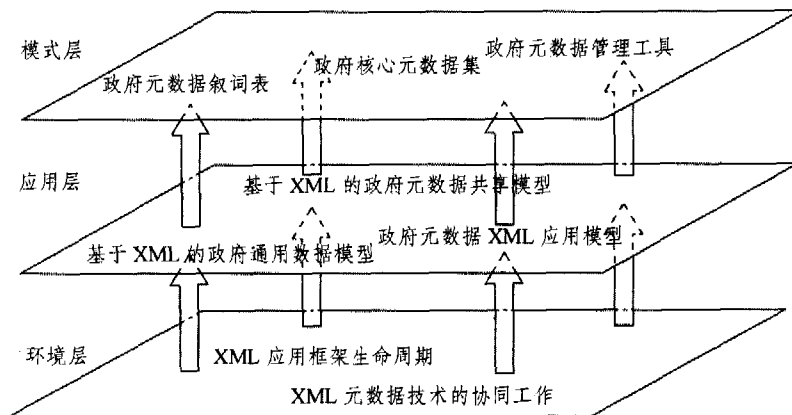 模式层
政府元数据管理工具
政府核心元数据集
政府元数据叙词表
应用层
基于 XML 的政府元数据共享模型
政府元数据 XML 应用模型
基于 XML 的政府通用数据模型
环境层
XML 应用框架生命周期
XML 元数据技术的协同工作